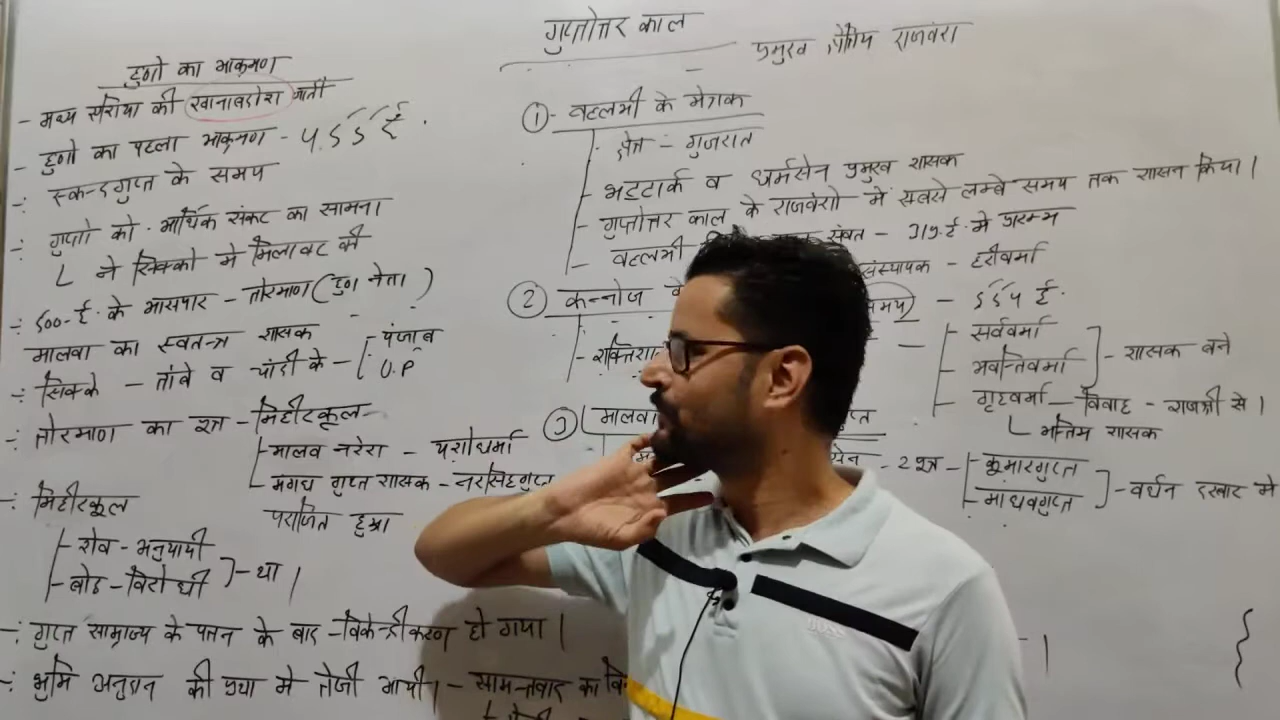 गुप्तोत्तर काल
प्रमुख क्षेत्रिय राजवंश
हुणो का आक्रमण
- मध्य एशिया की खानाबदोश जाती
- हुणो का पहला आक्रमण - 455 ई.
÷ स्कन्दगुप्त के समय
÷ गुप्तो को आर्थिक संकट का सामना
L ने सिक्को मे मिलावट की
÷ 500 ई. के आसपार - तोरमाण (हुण नेता)
मालवा का स्वतन्त्र शासक
÷ सिक्के - तांबे व चांदी के - पंजाब
U.P
÷ तोरमाण का पुत्र - मिहीरकूल -
मालव नरेश - यशोधर्मा
मगध गुप्त शासक - नरसिंहगुप्त
पराजित हुआ
÷ मिहीरकूल
शेव - अनुयायी
बोद्ध - विरोधी - था।
÷ गुप्त साम्राज्य के पतन के बाद - विकेन्द्रीकरण हो गया।
÷ भुमि अनुदान की प्रथा मे तेजी आयी। - सामन्तवाद का
① - वल्लभी के मेत्रक
क्षेत्र - गुजरात
भट्टार्क व धर्मसेन प्रमुख शासक
गुप्तोत्तर काल के राजवंशो मे सबसे लम्बे समय तक शासन किया।
वल्लभी संवत - 319 ई. मे प्रारम्भ
② कन्नोज संस्थापक - हरीवर्मा
समय) - 554 ई.
सर्ववर्मा
अवन्तिवर्मा - शासक बने
गृहवर्मा - विवाह - राजश्री से।
L अन्तिम शासक
③ मालवा
- 2 पुत्र - कुमारगुप्त
माधवगुप्त - वर्धन दरबार मे
BOSS